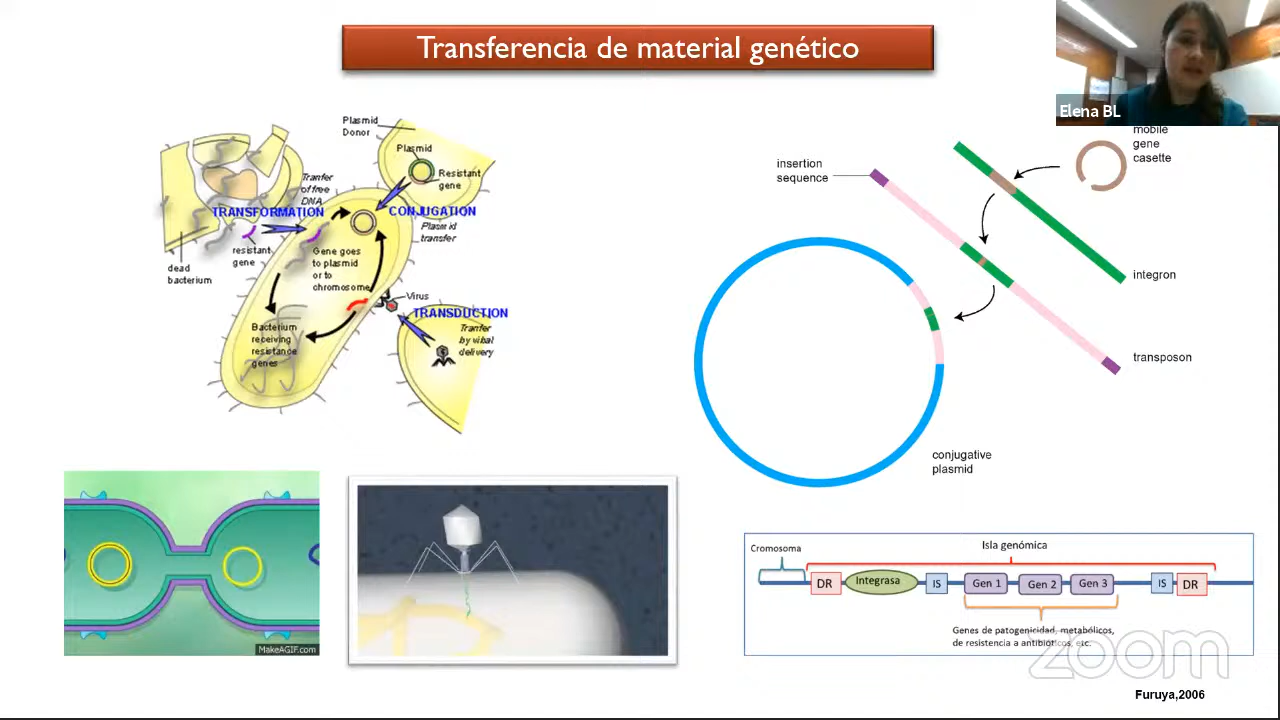 Transferencia de material genético
Elena BL
Plasmid
Donor
Plasmid
Resistant
gene
Tranfer
of free
DNA
TRANSFORMATION
CONJUGATION
Plasmid
transfer
resistant
gene
Gene goes
to plasmid
or to
chromosome
dead
bacterium
Virus
TRANSDUCTION
Tranfer
by viral
delivery
Bacterium
receiving
resistance
genes
mobile
gene
casette
insertion
sequence
integron
transposon
conjugative
plasmid
MakeAGIF.com
Isla genómica
Cromosoma
DR
Integrasa
IS
Gen 1
Gen 2
Gen 3
IS
DR
Genes de patogenicidad, metabólicos,
de resistencia a antibióticos, etc.
zoom
Furuya,2006